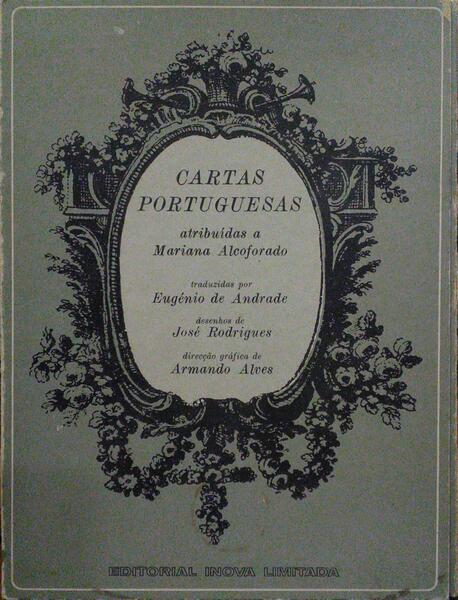 CARTAS
PORTUGUESAS
atribuídas a
Mariana Alcoforado
traduzidas por
Eugénio de Andrade
desenhos de
José Rodrigues
direcção gráfica de
Armando Alves
EDITORIAL INOVA LIMITADA